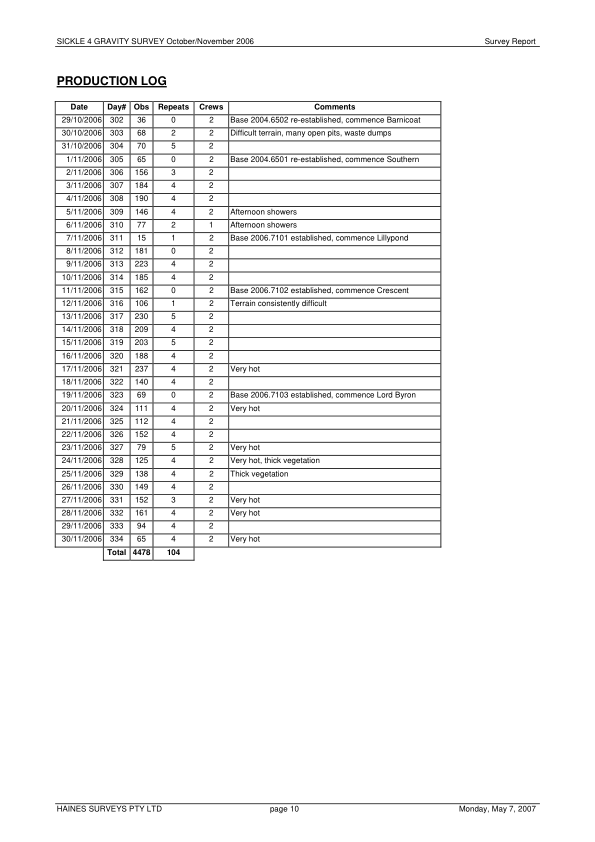 SICKLE 4 GRAVITY SURVEY October/November 2006 Survey Report
PRODUCTION LOG
Date Day# Obs Repeats Crews Comments
29/10/2006 302 36 0 2 Base 2004.6502 re-established, commence Barnicoat
30/10/2006 303 68 2 2 Difficult terrain, many open pits, waste dumps
31/10/2006 304 70 5 2
1/11/2006 305 65 0 2 Base 2004.6501 re-established, commence Southern
2/11/2006 306 156 3 2
3/11/2006 307 184 4 2
4/11/2006 308 190 4 2
5/11/2006 309 146 4 2 Afternoon showers
6/11/2006 310 77 2 1 Afternoon showers
7/11/2006 311 15 1 2 Base 2006.7101 established, commence Lillypond
8/11/2006 312 181 0 2
9/11/2006 313 223 4 2
10/11/2006 314 185 4 2
11/11/2006 315 162 0 2 Base 2006.7102 established, commence Crescent
12/11/2006 316 106 1 2 Terrain consistently difficult
13/11/2006 317 230 5 2
14/11/2006 318 209 4 2
15/11/2006 319 203 5 2
16/11/2006 320 188 4 2
17/11/2006 321 237 4 2 Very hot
18/11/2006 322 140 4 2
19/11/2006 323 69 0 2 Base 2006.7103 established, commence Lord Byron
20/11/2006 324 111 4 2 Very hot
21/11/2006 325 112 4 2
22/11/2006 326 152 4 2
23/11/2006 327 79 5 2 Very hot
24/11/2006 328 125 4 2 Very hot, thick vegetation
25/11/2006 329 138 4 2 Thick vegetation
26/11/2006 330 149 4 2
27/11/2006 331 152 3 2 Very hot
28/11/2006 332 161 4 2 Very hot
29/11/2006 333 94 4 2
30/11/2006 334 65 4 2 Very hot
Total 4478 104
HAINES SURVEYS PTY LTD page 10 Monday, May 7, 2007